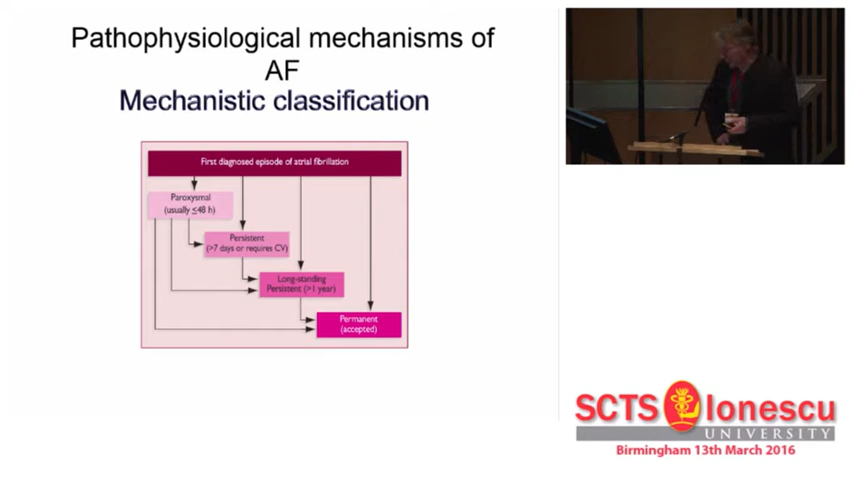 Pathophysiological mechanisms of
AF
Mechanistic classification
First diagnosed episode of atrial fibrillation
Paroxysmal
(usually ≤48 h)
Persistent
(>7 days or requires CV)
Long-standing
Persistent (>1 year)
Permanent
(accepted)
SCTS Ionescu
UNIVERSITY
Birmingham 13th March 2016